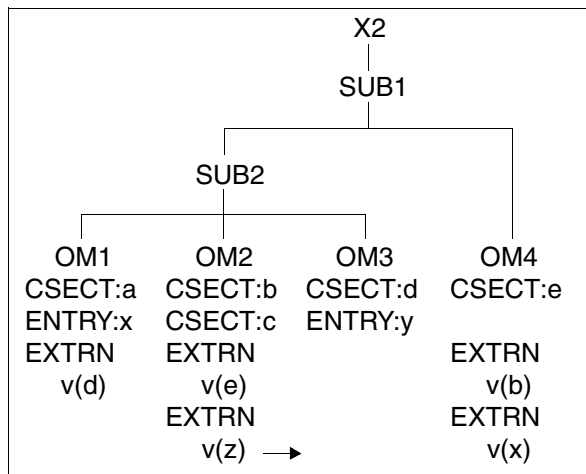 X2
SUB1
SUB2
OM1 OM2 OM3 OM4
CSECT:a CSECT:b CSECT:d CSECT:e
ENTRY:x CSECT:c ENTRY:y
EXTRN EXTRN EXTRN
v(d) v(e) v(b)
EXTRN EXTRN
v(z) v(x)